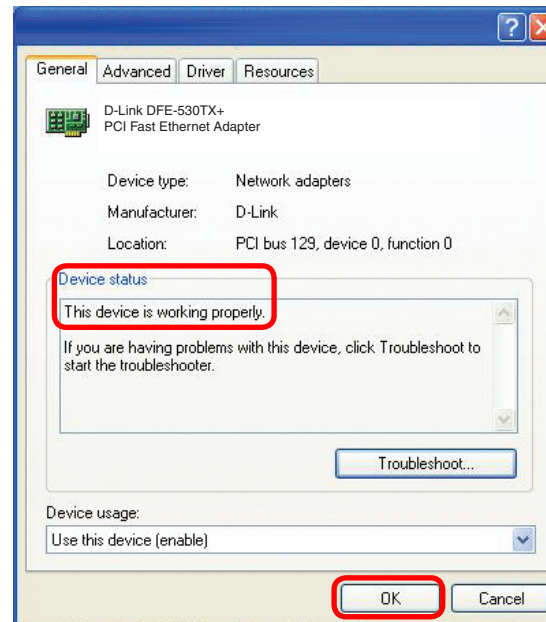 General Advanced Driver Resources
D-Link DFE-530TX+
PCI Fast Ethernet Adapter
Device type: Network adapters
Manufacturer: D-Link
Location: PCI bus 129, device 0, function 0
Device status
This device is working properly.
If you are having problems with this device, click Troubleshoot to
start the troubleshooter.
Troubleshoot...
Device usage:
Use this device (enable)
OK Cancel